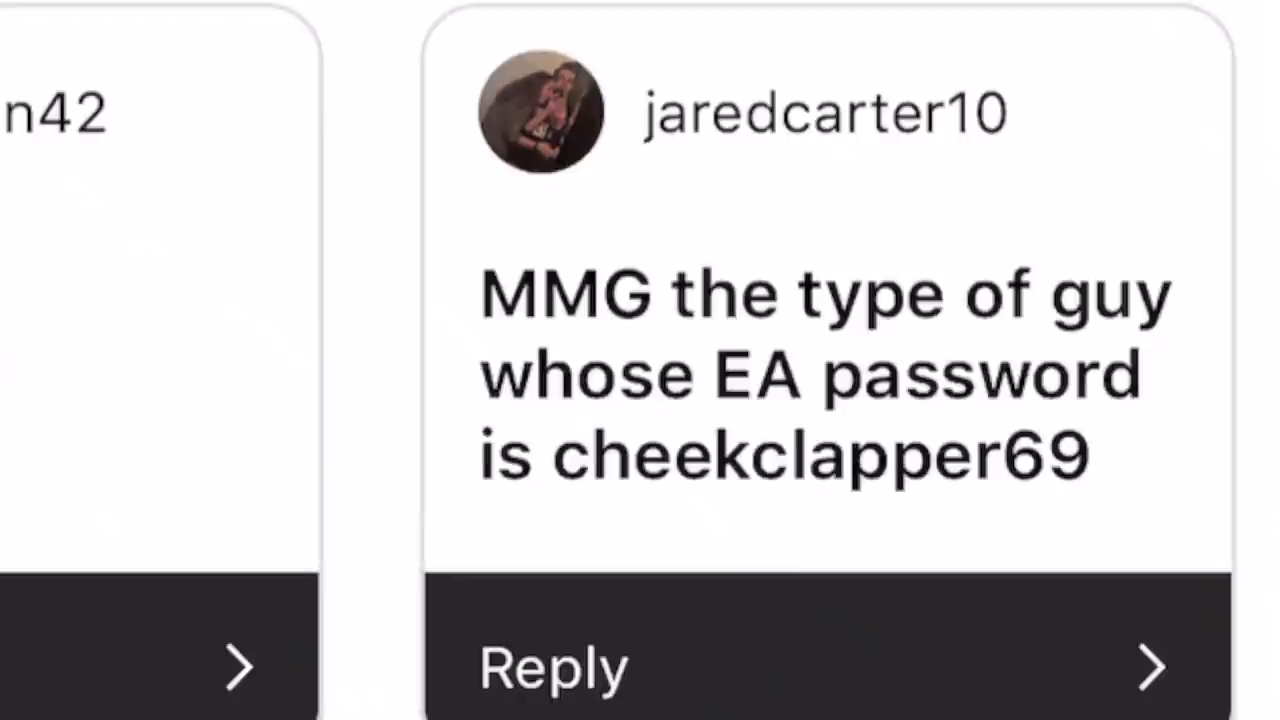 n42
jaredcarter10
MMG the type of guy
whose EA password
is cheekclapper69
Reply